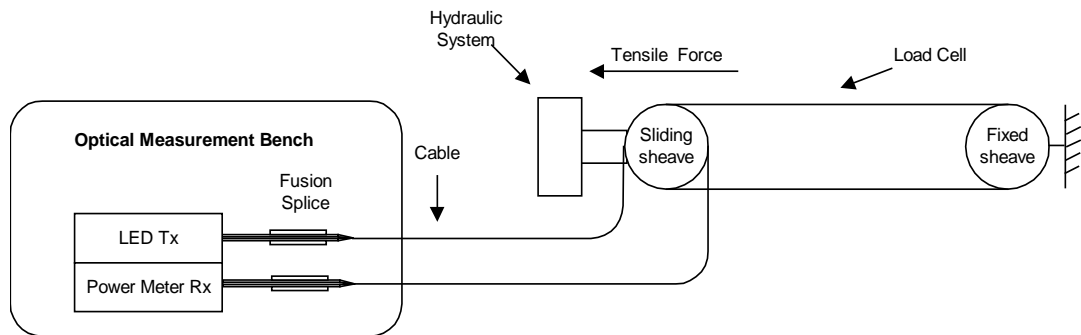 Hydraulic
System
Tensile Force
Load Cell
Optical Measurement Bench
Cable
Sliding
sheave
Fixed
sheave
Fusion
Splice
LED Tx
Power Meter Rx